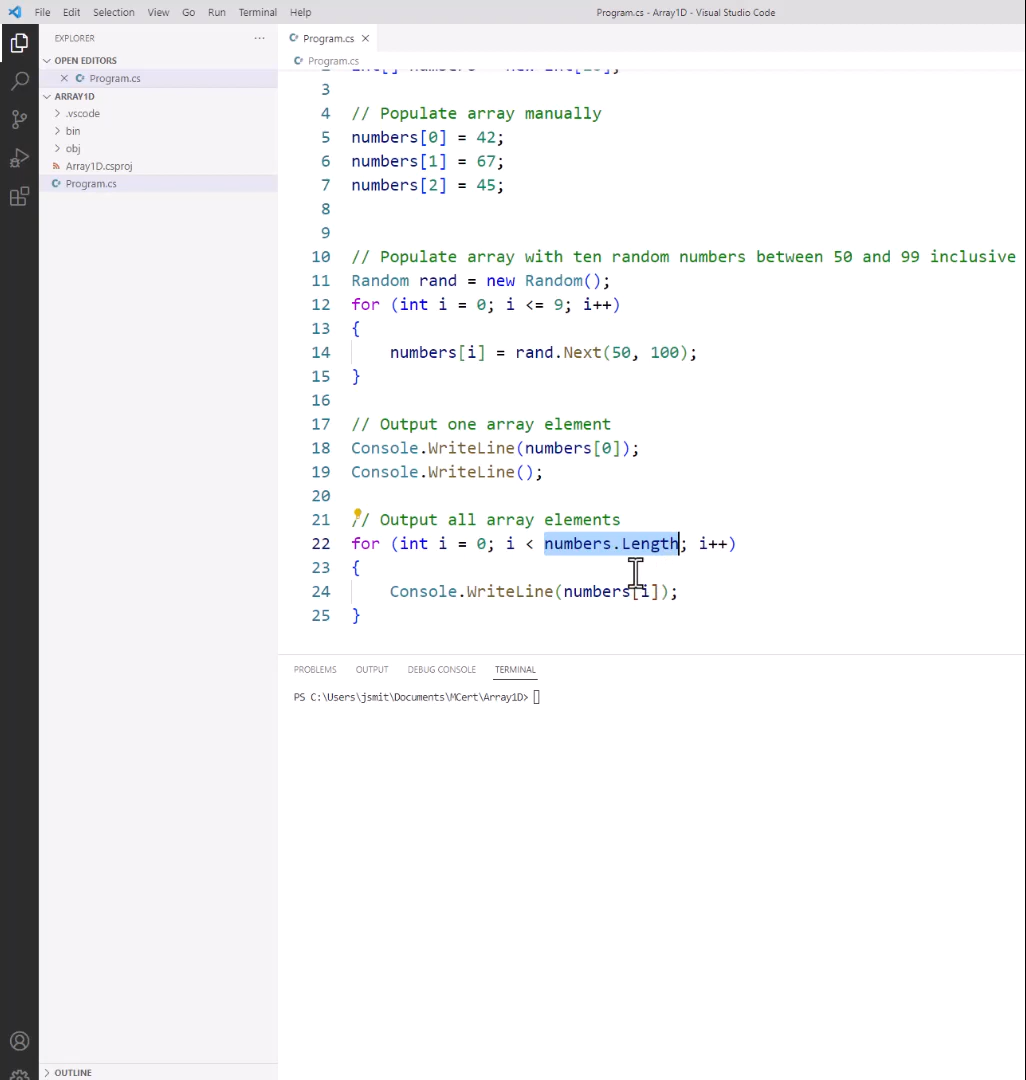 File Edit Selection View Go Run Terminal Help
Program.cs - Array1D - Visual Studio Code
EXPLORER
OPEN EDITORS
Program.cs
ARRAY1D
.vscode
bin
obj
Array1D.csproj
Program.cs
OUTLINE
Program.cs
Program.cs
3
4 // Populate array manually
5 numbers[0] = 42;
6 numbers[1] = 67;
7 numbers[2] = 45;
8
9
10 // Populate array with ten random numbers between 50 and 99 inclusive
11 Random rand = new Random();
12 for (int i = 0; i <= 9; i++)
13 {
14 numbers[i] = rand.Next(50, 100);
15 }
16
17 // Output one array element
18 Console.WriteLine(numbers[0]);
19 Console.WriteLine();
20
21 // Output all array elements
22 for (int i = 0; i < numbers.Length; i++)
23 {
24 Console.WriteLine(numbers[i]);
25 }
PROBLEMS OUTPUT DEBUG CONSOLE TERMINAL
PS C:\Users\jsmit\Documents\MCert\Array1D>